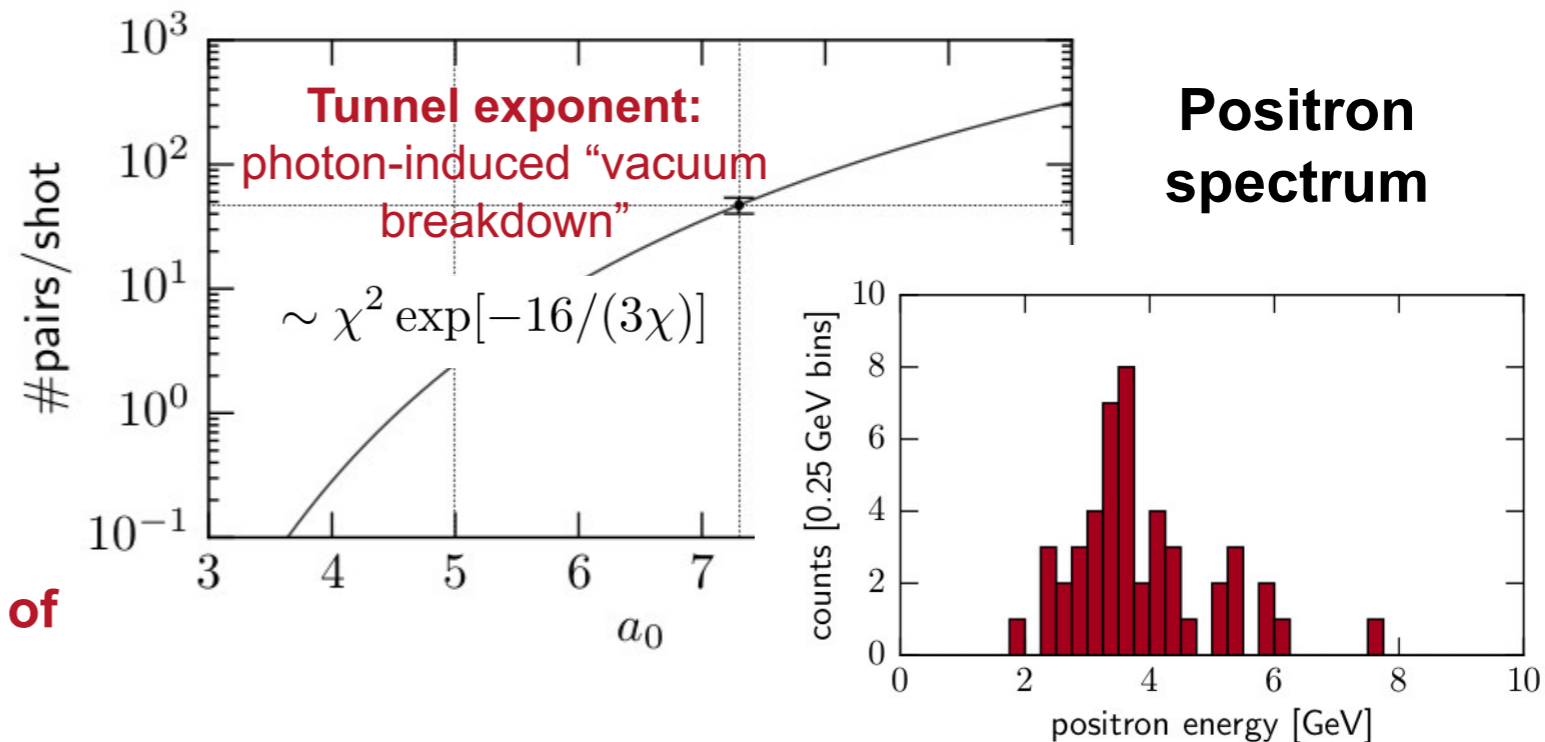 #pairs/shot
10³
10²
10¹
10⁰
10⁻¹
Tunnel exponent:
photon-induced “vacuum
breakdown”
∼ χ² exp[−16/(3χ)]
3 4 5 6 7
a₀
of
Positron
spectrum
counts [0.25 GeV bins]
10
8
6
4
2
0
0 2 4 6 8 10
positron energy [GeV]